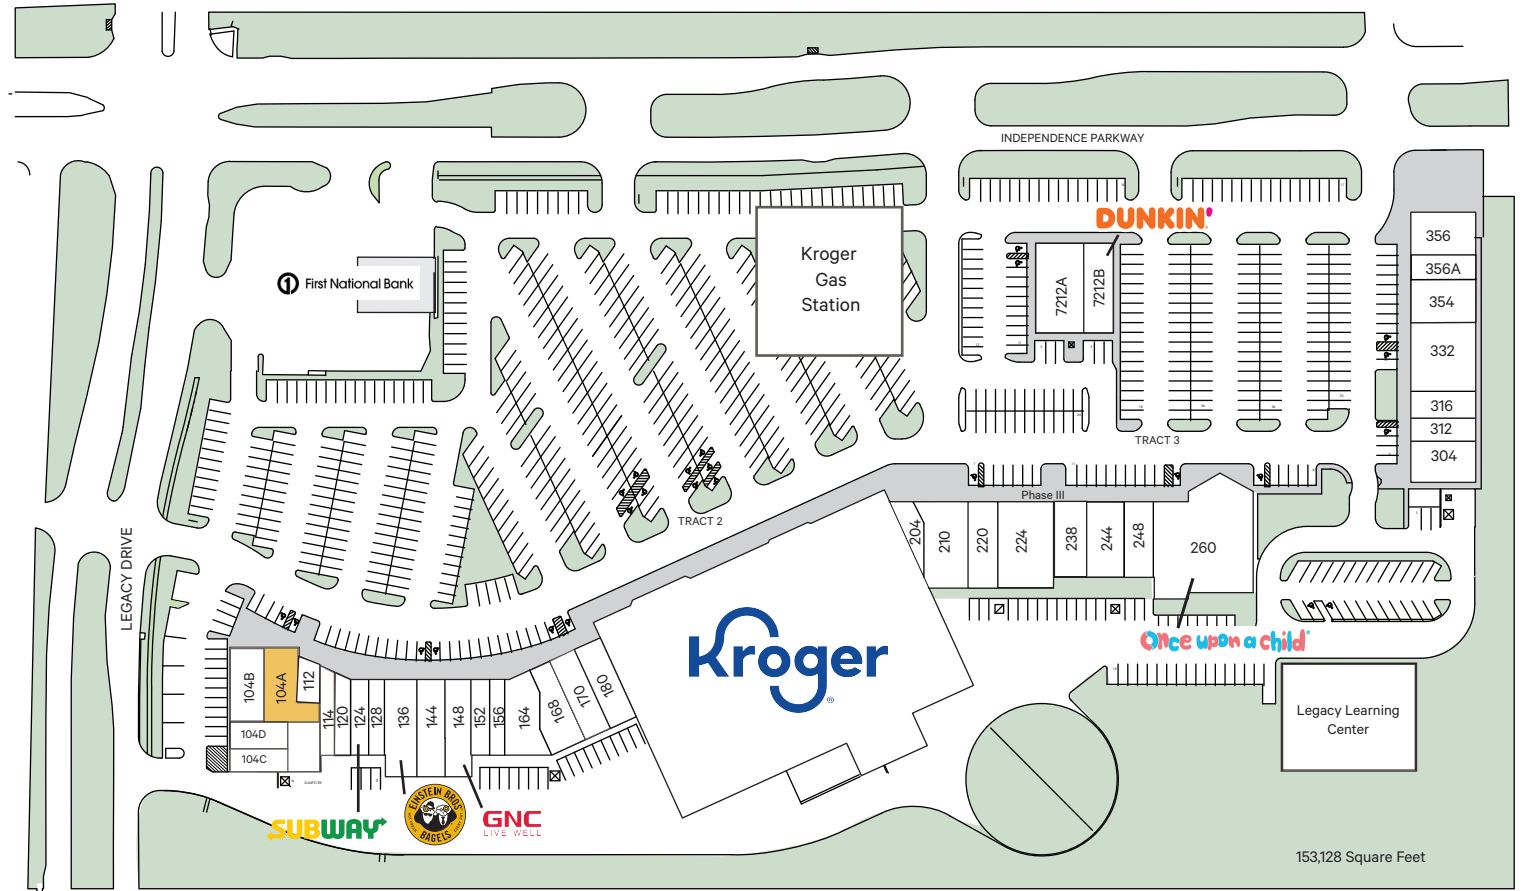 INDEPENDENCE PARKWAY
DUNKIN'
356
356A
354
332
316
312
304
7212A
7212B
Kroger
Gas
Station
1
First National Bank
TRACT 3
TRACT 2
Phase III
LEGACY DRIVE
204
210
220
224
238
244
248
260
Once upon a child
Kroger
®
Legacy Learning
Center
104B
104A
112
104D
104C
114
120
124
128
136
144
148
152
156
164
168
170
180
SUBWAY
EINSTEIN BROS
BAGELS
GNC
LIVE WELL
153,128 Square Feet